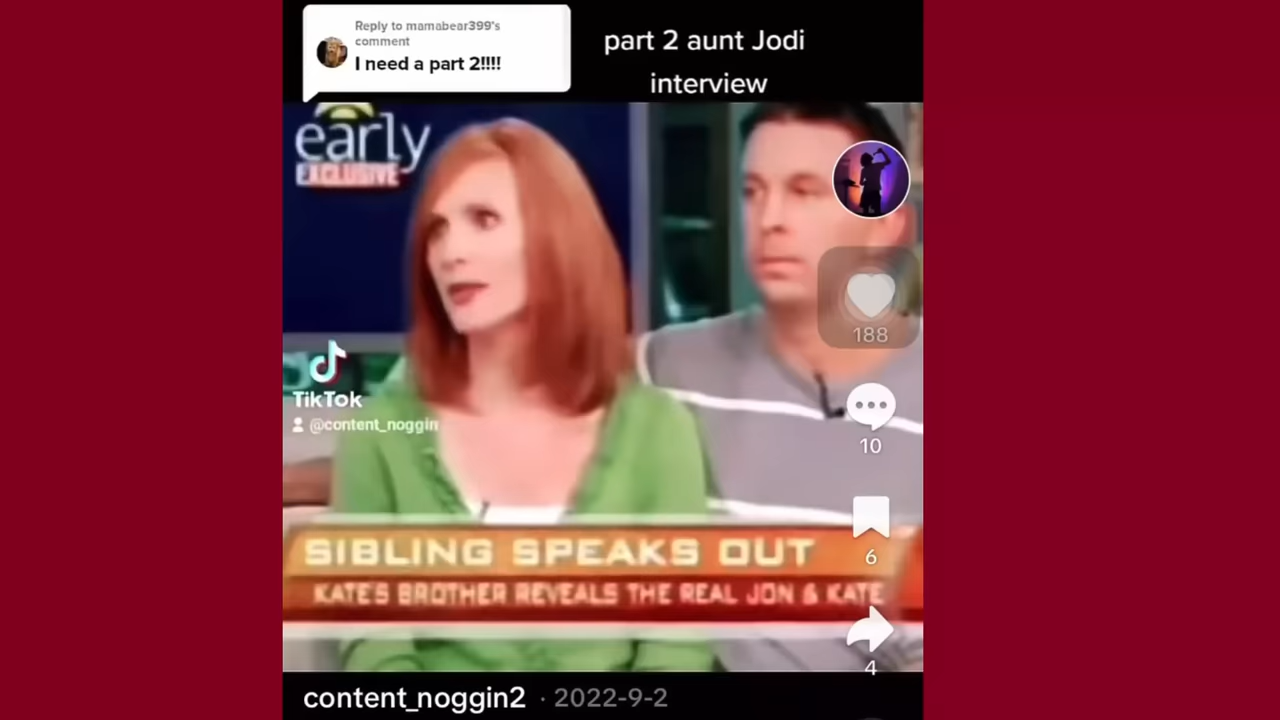 Reply to mamabear399's
comment
I need a part 2!!!!
part 2 aunt Jodi
interview
early
EXCLUSIVE
188
TikTok
@content_noggin
10
SIBLING SPEAKS OUT
6
KATE'S BROTHER REVEALS THE REAL JON & KATE
4
content_noggin2 · 2022-9-2